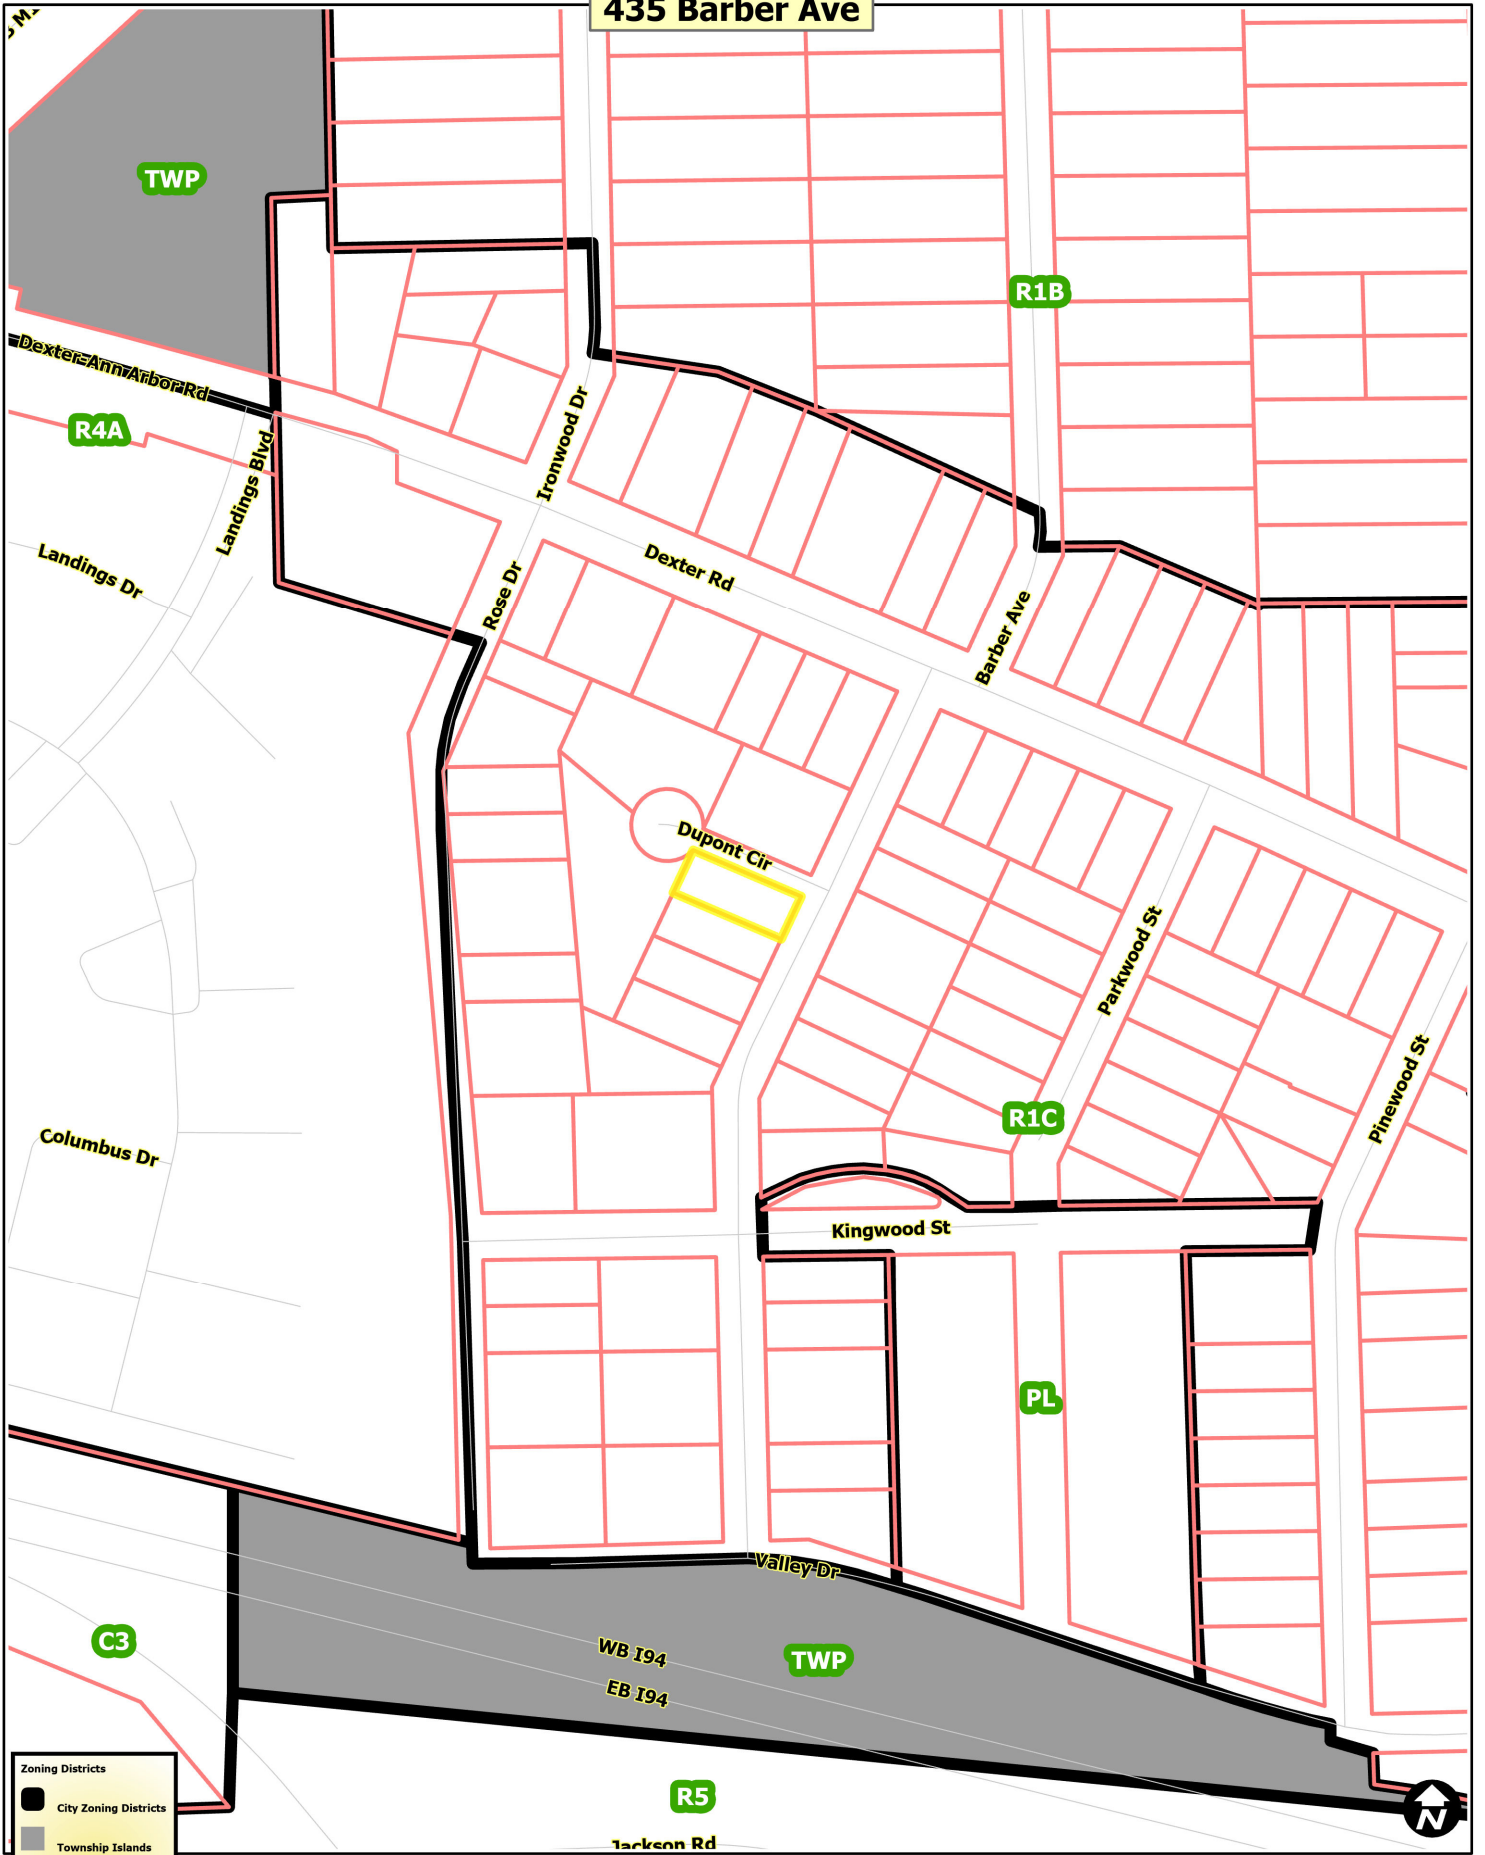 435 Barber Ave
TWP
R1B
Dexter-Ann Arbor Rd
R4A
Ironwood Dr
Landings Blvd
Landings Dr
Dexter Rd
Rose Dr
Barber Ave
Dupont Cir
Parkwood St
Pinewood St
R1C
Columbus Dr
Kingwood St
PL
Valley Dr
C3
WB I94
TWP
EB I94
Zoning Districts
City Zoning Districts
Township Islands
R5
Jackson Rd
N